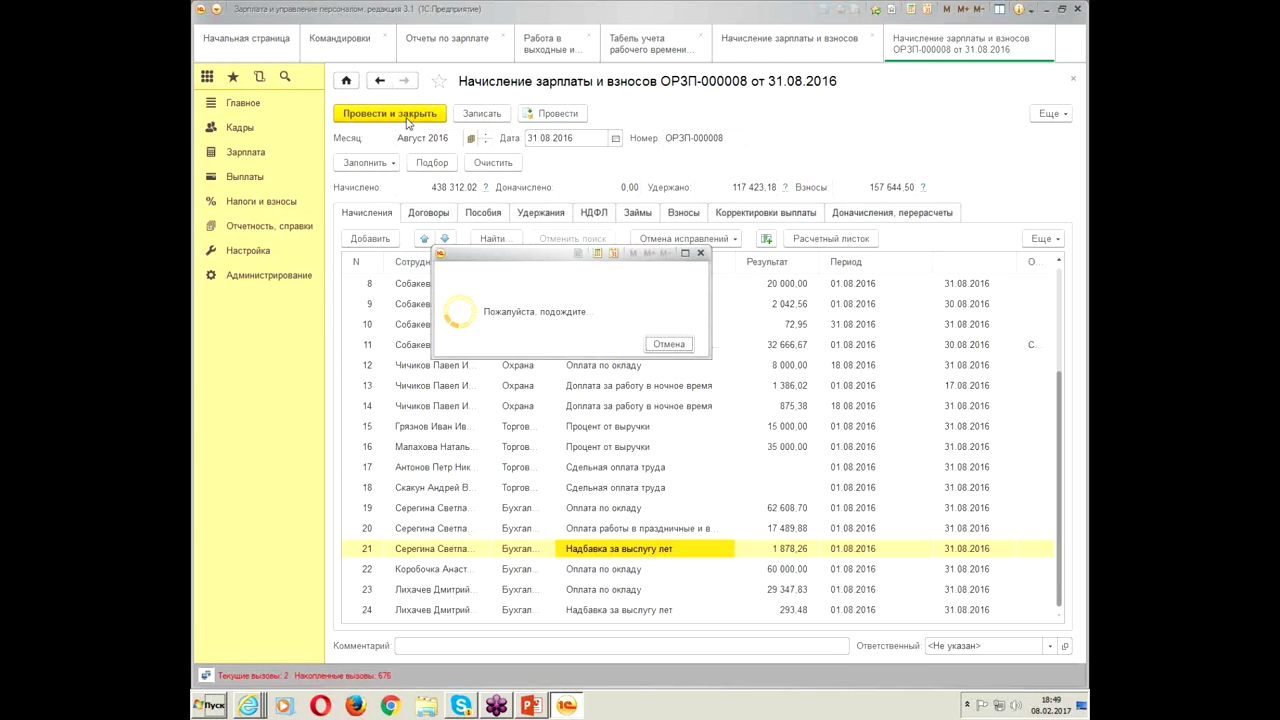 Зарплата и управление персоналом, редакция 3.1 (1С:Предприятие)
M M+ M-
Начальная страница
Командировки
Отчеты по зарплате
Работа в
выходные и...
Табель учета
рабочего времени...
Начисление зарплаты и взносов
Начисление зарплаты и взносов
ОРЗП-000008 от 31.08.2016
Главное
Кадры
Зарплата
Выплаты
Налоги и взносы
Отчетность, справки
Настройка
Администрирование
Начисление зарплаты и взносов ОРЗП-000008 от 31.08.2016
Провести и закрыть Записать Провести Еще
Месяц: Август 2016 Дата 31.08.2016 Номер ОРЗП-000008
Заполнить Подбор Очистить
Начислено: 438 312,02 ? Доначислено: 0,00 Удержано: 117 423,18 ? Взносы: 157 644,50 ?
Начисления Договоры Пособия Удержания НДФЛ Займы Взносы Корректировки выплаты Доначисления, перерасчеты
Добавить Найти... Отменить поиск Отмена исправлений Расчетный листок Еще
N Сотруд Результат Период О...
8 Собакев 20 000,00 01.08.2016 31.08.2016
9 Собакев 2 042,56 01.08.2016 30.08.2016
10 Собакев 72,95 31.08.2016 31.08.2016
11 Собакев 32 666,67 01.08.2016 30.08.2016 С...
M M+ M-
Пожалуйста, подождите...
Отмена
12 Чичиков Павел И... Охрана Оплата по окладу 8 000,00 18.08.2016 31.08.2016
13 Чичиков Павел И... Охрана Доплата за работу в ночное время 1 386,02 01.08.2016 17.08.2016
14 Чичиков Павел И... Охрана Доплата за работу в ночное время 875,38 18.08.2016 31.08.2016
15 Грязнов Иван Ив... Торгов... Процент от выручки 15 000,00 01.08.2016 31.08.2016
16 Малахова Наталь... Торгов... Процент от выручки 35 000,00 01.08.2016 31.08.2016
17 Антонов Петр Ник... Торгов... Сдельная оплата труда 01.08.2016 31.08.2016
18 Скакун Андрей В... Торгов... Сдельная оплата труда 01.08.2016 31.08.2016
19 Серегина Светла... Бухгал... Оплата по окладу 62 608,70 01.08.2016 31.08.2016
20 Серегина Светла... Бухгал... Оплата работы в праздничные и в... 17 489,88 01.08.2016 31.08.2016
21 Серегина Светла... Бухгал... Надбавка за выслугу лет 1 878,26 01.08.2016 31.08.2016
22 Коробочка Анаст... Бухгал... Оплата по окладу 60 000,00 01.08.2016 31.08.2016
23 Лихачев Дмитрий... Бухгал... Оплата по окладу 29 347,83 01.08.2016 31.08.2016
24 Лихачев Дмитрий... Бухгал... Надбавка за выслугу лет 293,48 01.08.2016 31.08.2016
Комментарий: Ответственный: <Не указан>
Текущие вызовы: 2 Накопленные вызовы: 676
Пуск
18:49
08.02.2017